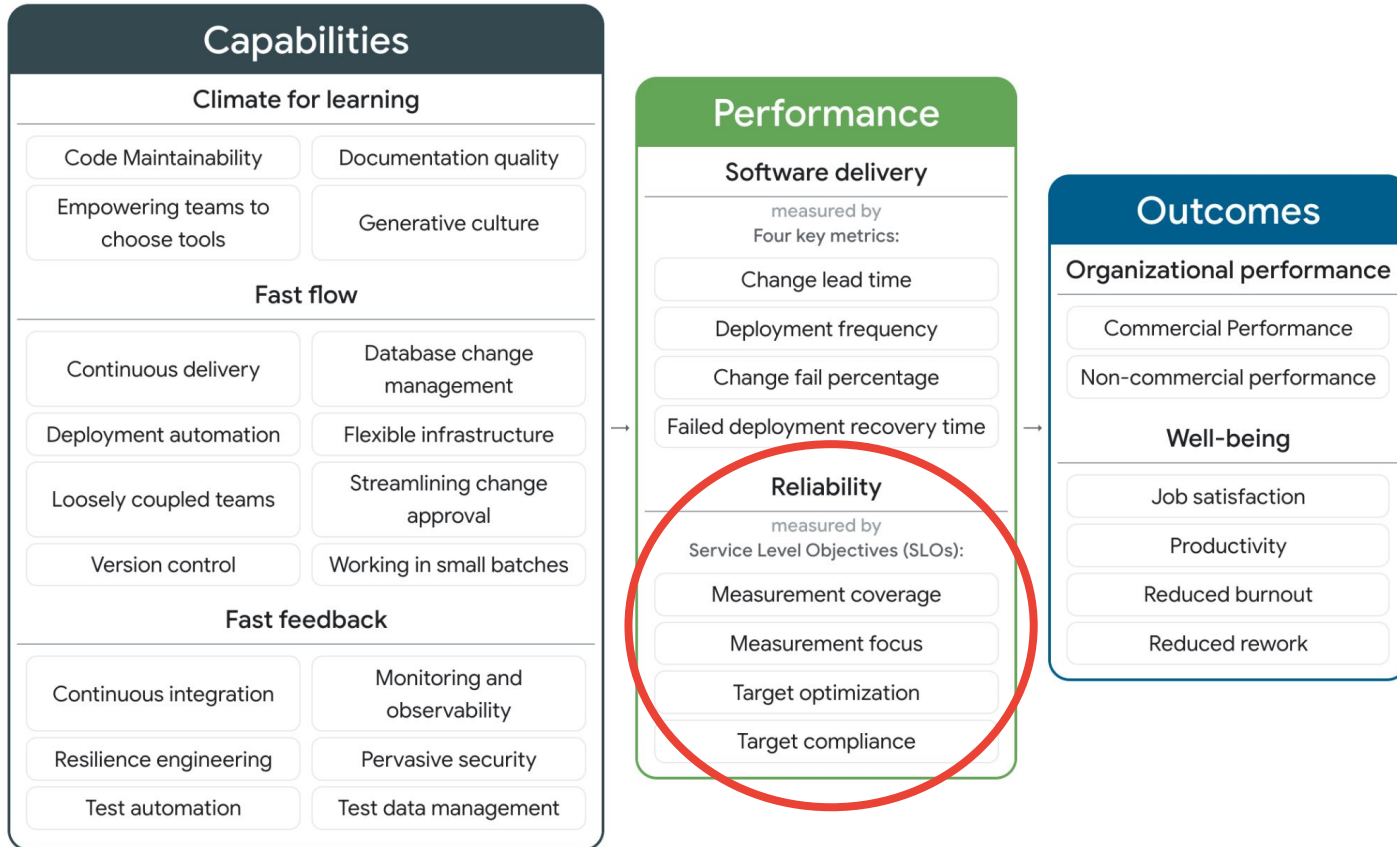 Capabilities
Climate for learning
Code Maintainability
Documentation quality
Empowering teams to
choose tools
Generative culture
Fast flow
Continuous delivery
Database change
management
Deployment automation
Flexible infrastructure
Loosely coupled teams
Streamlining change
approval
Version control
Working in small batches
Fast feedback
Continuous integration
Monitoring and
observability
Resilience engineering
Pervasive security
Test automation
Test data management
Performance
Software delivery
measured by
Four key metrics:
Change lead time
Deployment frequency
Change fail percentage
Failed deployment recovery time
Reliability
measured by
Service Level Objectives (SLOs):
Measurement coverage
Measurement focus
Target optimization
Target compliance
Outcomes
Organizational performance
Commercial Performance
Non-commercial performance
Well-being
Job satisfaction
Productivity
Reduced burnout
Reduced rework